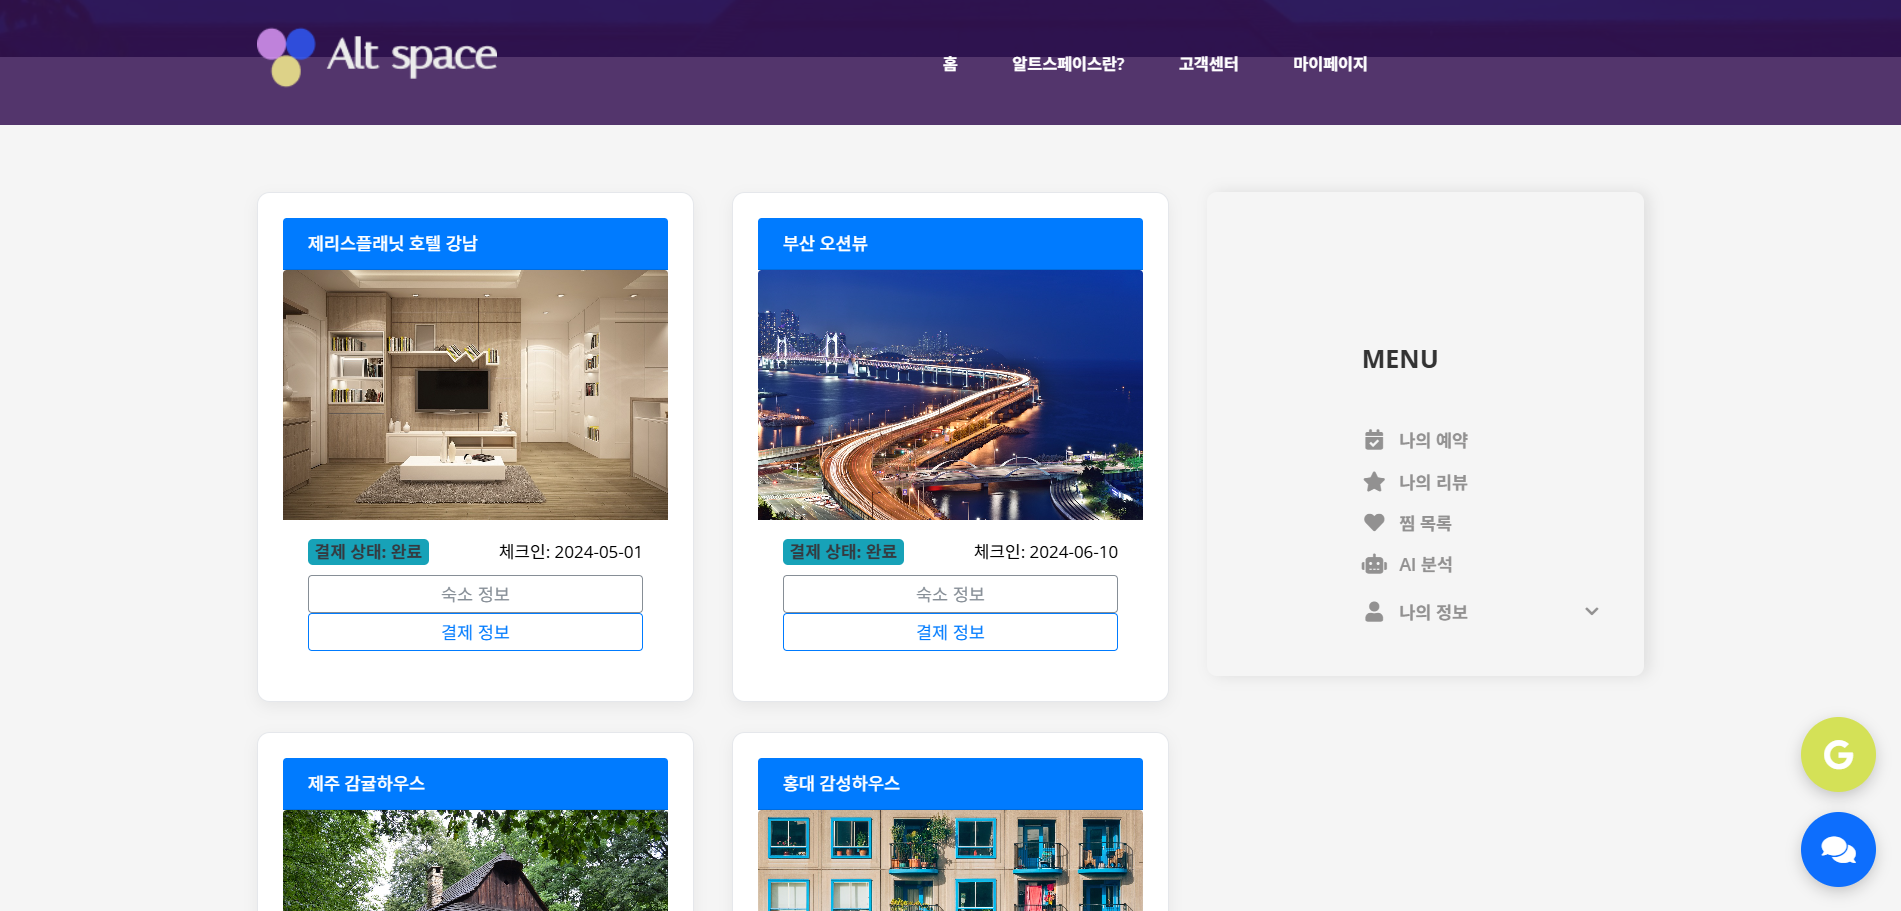 Alt space
홈 알트스페이스란? 고객센터 마이페이지
제리스플래닛 호텔 강남
결제 상태: 완료 체크인: 2024-05-01
숙소 정보
결제 정보
부산 오션뷰
결제 상태: 완료 체크인: 2024-06-10
숙소 정보
결제 정보
MENU
나의 예약
나의 리뷰
찜 목록
AI 분석
나의 정보
제주 감귤하우스
홍대 감성하우스
G